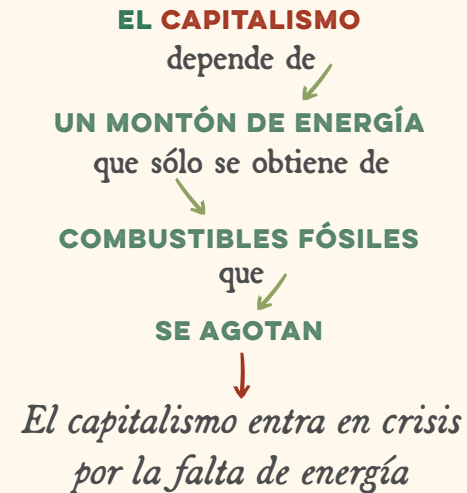 EL CAPITALISMO
depende de
UN MONTÓN DE ENERGÍA
que sólo se obtiene de
COMBUSTIBLES FÓSILES
que
SE AGOTAN
El capitalismo entra en crisis
por la falta de energía